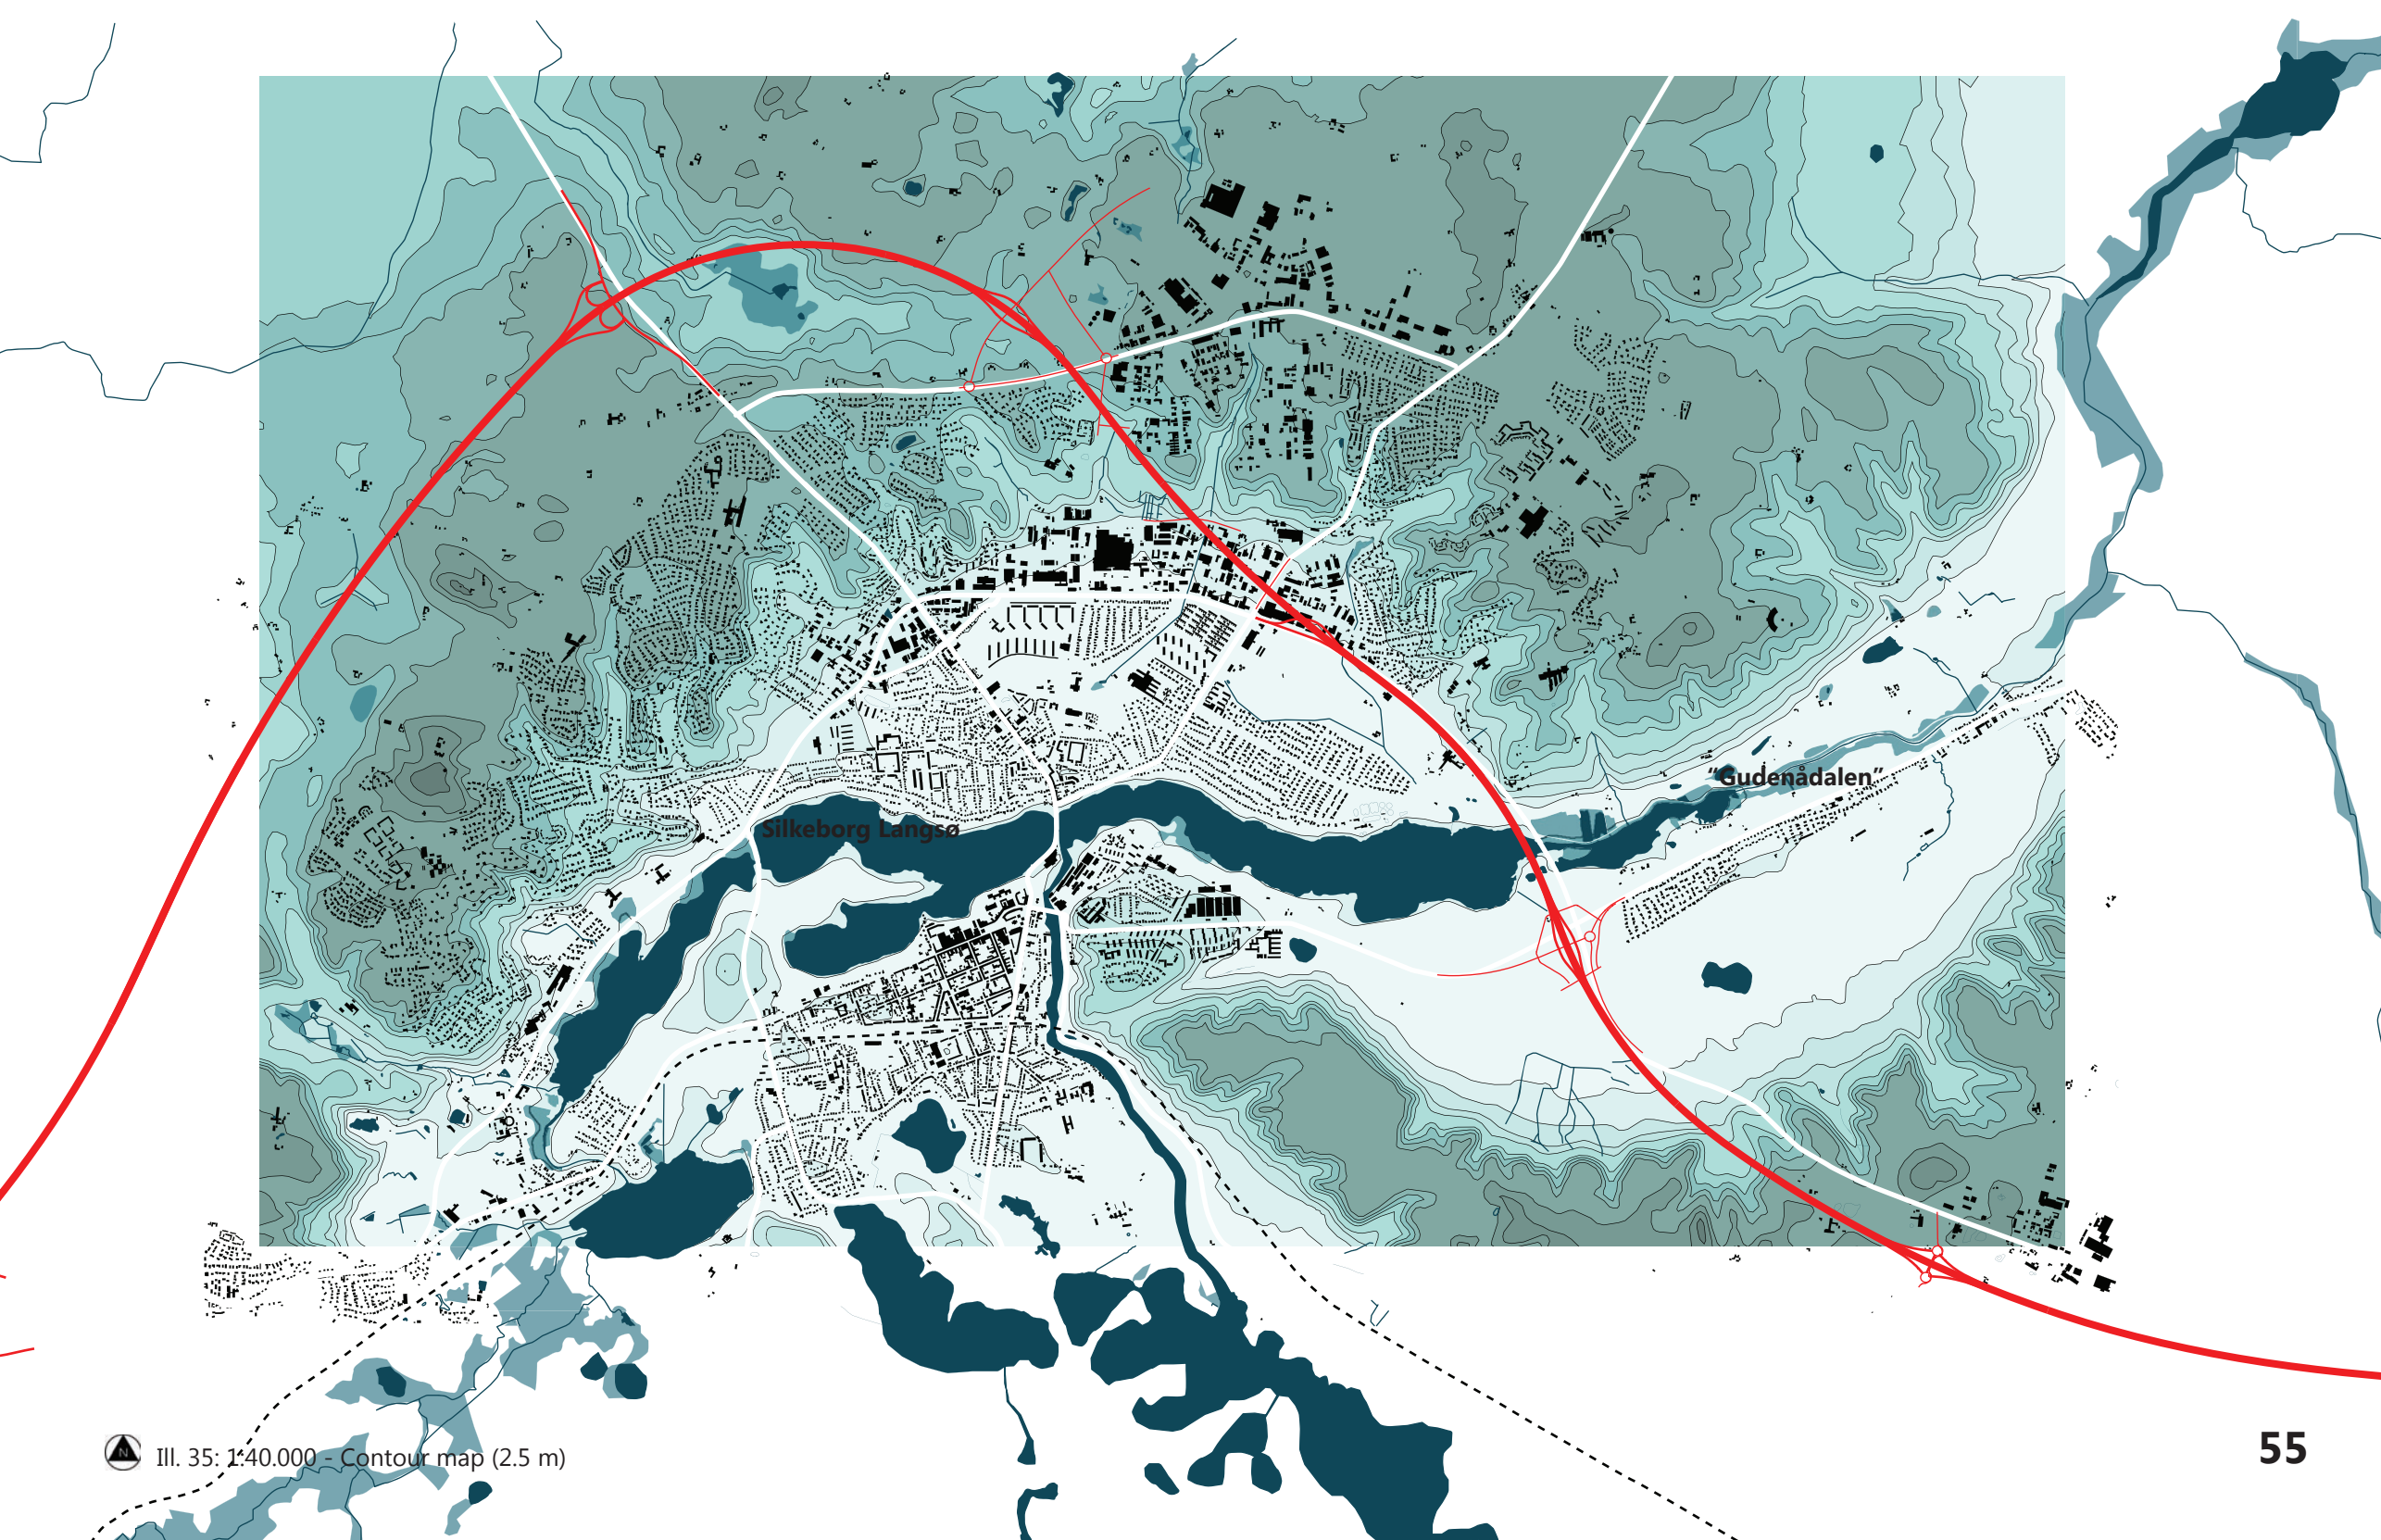 "Gudenådalen"
Silkeborg Langsø
N
Ill. 35: 1:40.000 - Contour map (2.5 m)
55